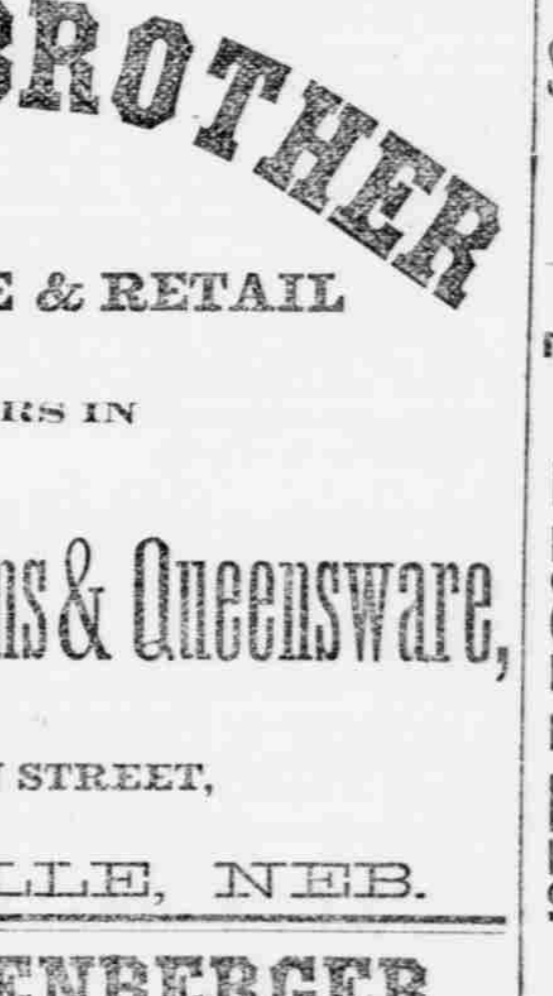 BROTHER
E & RETAIL
RS IN
ns & Queensware,
STREET,
LLE, NEB.
ENBERGER